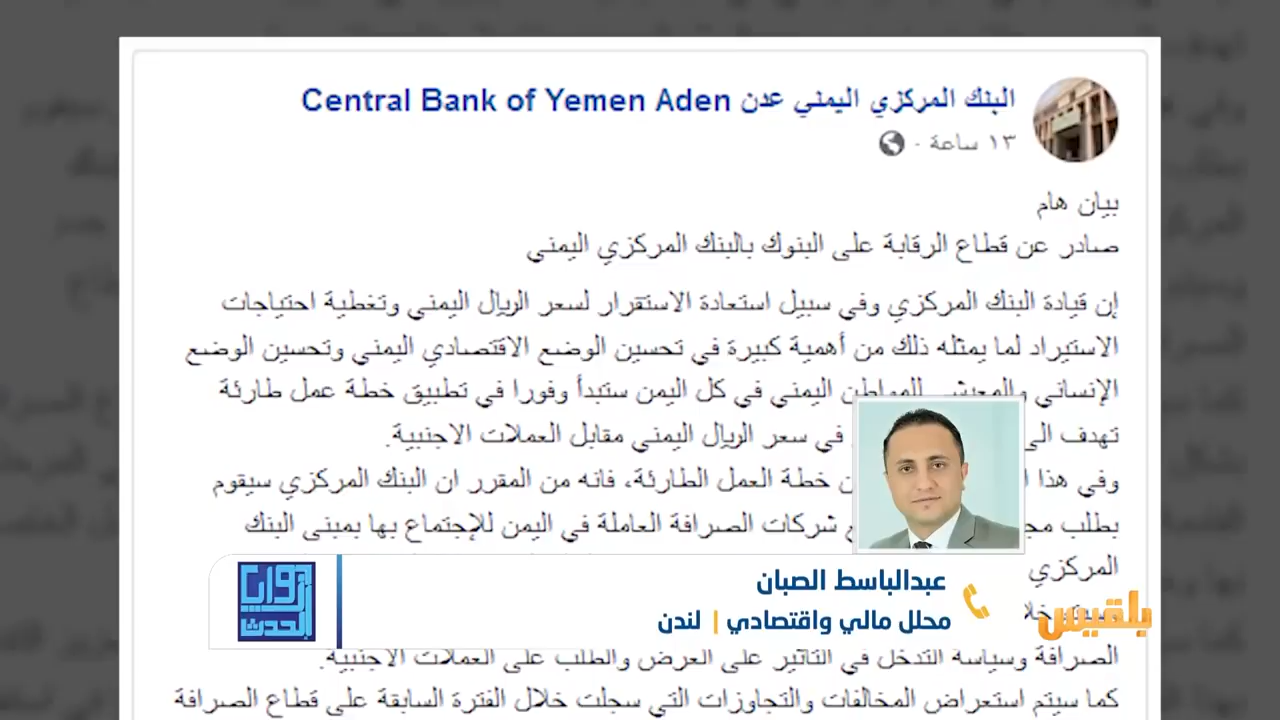 البنك المركزي اليمني عدن Central Bank of Yemen Aden
١٣ ساعة ·
بيان هام
صادر عن قطاع الرقابة على البنوك بالبنك المركزي اليمني
إن قيادة البنك المركزي وفي سبيل استعادة الاستقرار لسعر الريال اليمني وتغطية احتياجات
الاستيراد لما يمثله ذلك من أهمية كبيرة في تحسين الوضع الاقتصادي اليمني وتحسين الوضع
الإنساني والمعيشي للمواطن اليمني في كل اليمن ستبدأ وفورا في تطبيق خطة عمل طارئة
تهدف الى في سعر الريال اليمني مقابل العملات الاجنبية.
وفي هذا خطة العمل الطارئة، فانه من المقرر ان البنك المركزي سيقوم
بطلب شركات الصرافة العاملة في اليمن للإجتماع بها بمبنى البنك
المركزي
عبدالباسط الصبان
محلل مالي واقتصادي | لندن
زوايا الحدث
بلقيس
الصرافة وسياسه التدخل في التاثير على العرض والطلب على العملات الاجنبية.
كما سيتم استعراض المخالفات والتجاوزات التي سجلت خلال الفترة السابقة على قطاع الصرافة